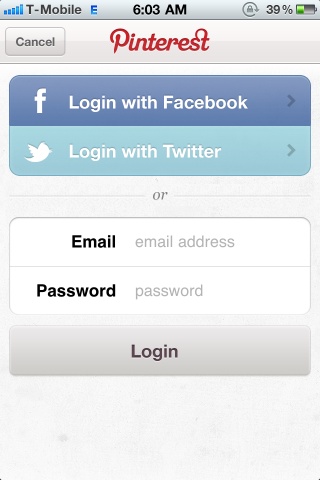 T-Mobile E 6:03 AM 39%
Cancel Pinterest
f Login with Facebook
Login with Twitter
or
Email email address
Password password
Login